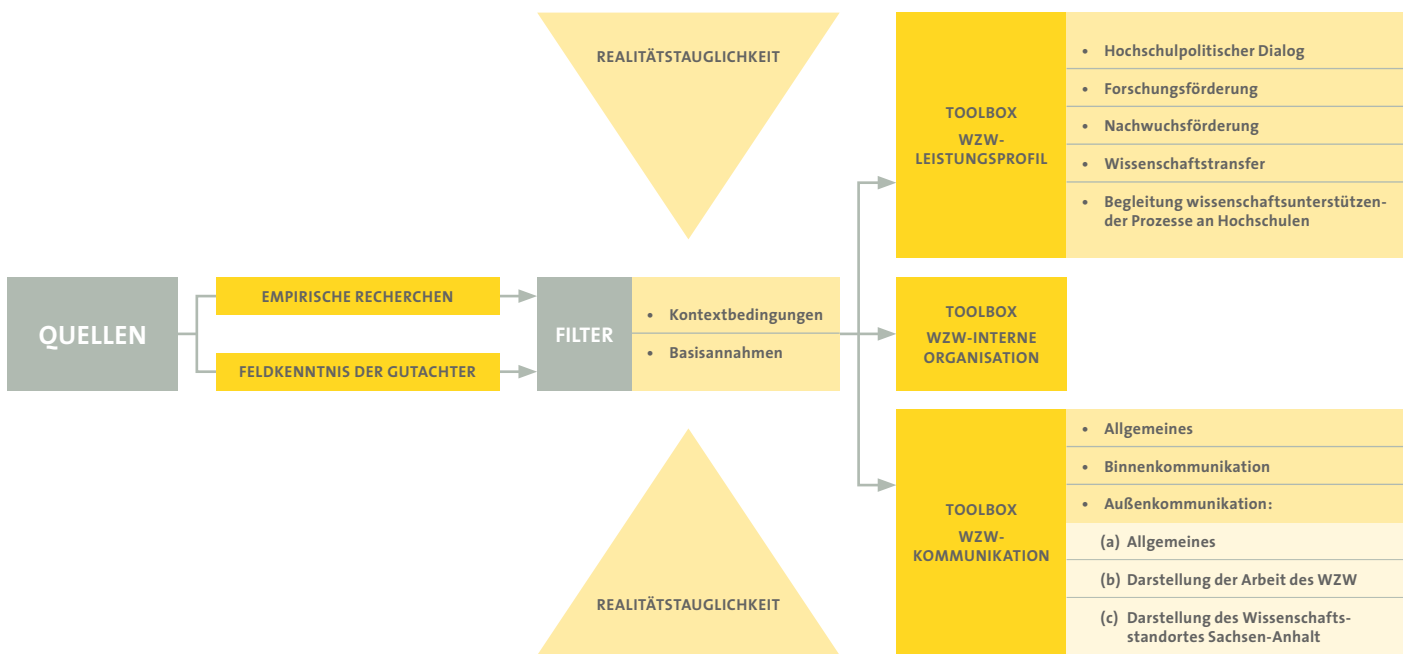 QUELLEN
EMPIRISCHE RECHERCHEN
FELDKENNTNIS DER GUTACHTER
REALITÄTSTAUGLICHKEIT
FILTER
• Kontextbedingungen
• Basisannahmen
REALITÄTSTAUGLICHKEIT
TOOLBOX
WZW-
LEISTUNGSPROFIL
• Hochschulpolitischer Dialog
• Forschungsförderung
• Nachwuchsförderung
• Wissenschaftstransfer
• Begleitung wissenschaftsunterstützen-
der Prozesse an Hochschulen
TOOLBOX
WZW-INTERNE
ORGANISATION
TOOLBOX
WZW-
KOMMUNIKATION
• Allgemeines
• Binnenkommunikation
• Außenkommunikation:
(a) Allgemeines
(b) Darstellung der Arbeit des WZW
(c) Darstellung des Wissenschafts-
standortes Sachsen-Anhalt